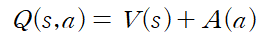 Q(s,a) = V(s) + A(a)